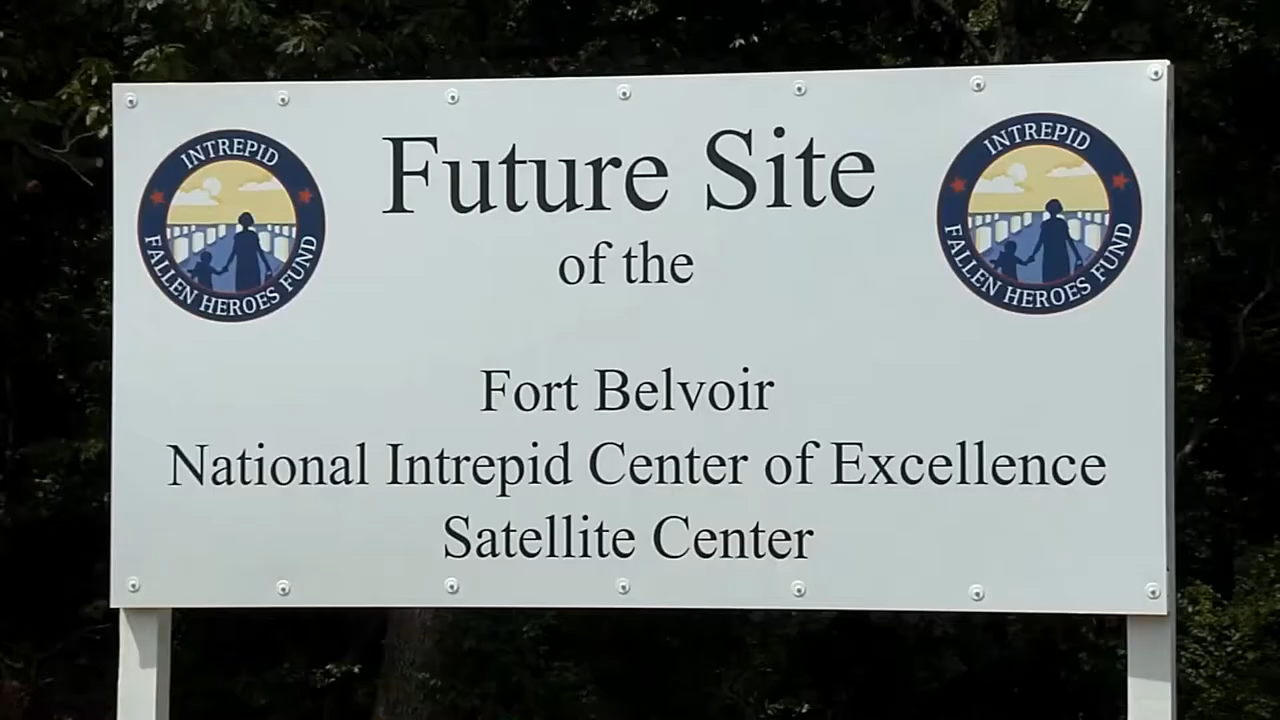 INTREPID
FALLEN HEROES FUND
Future Site
of the
INTREPID
FALLEN HEROES FUND
Fort Belvoir
National Intrepid Center of Excellence
Satellite Center